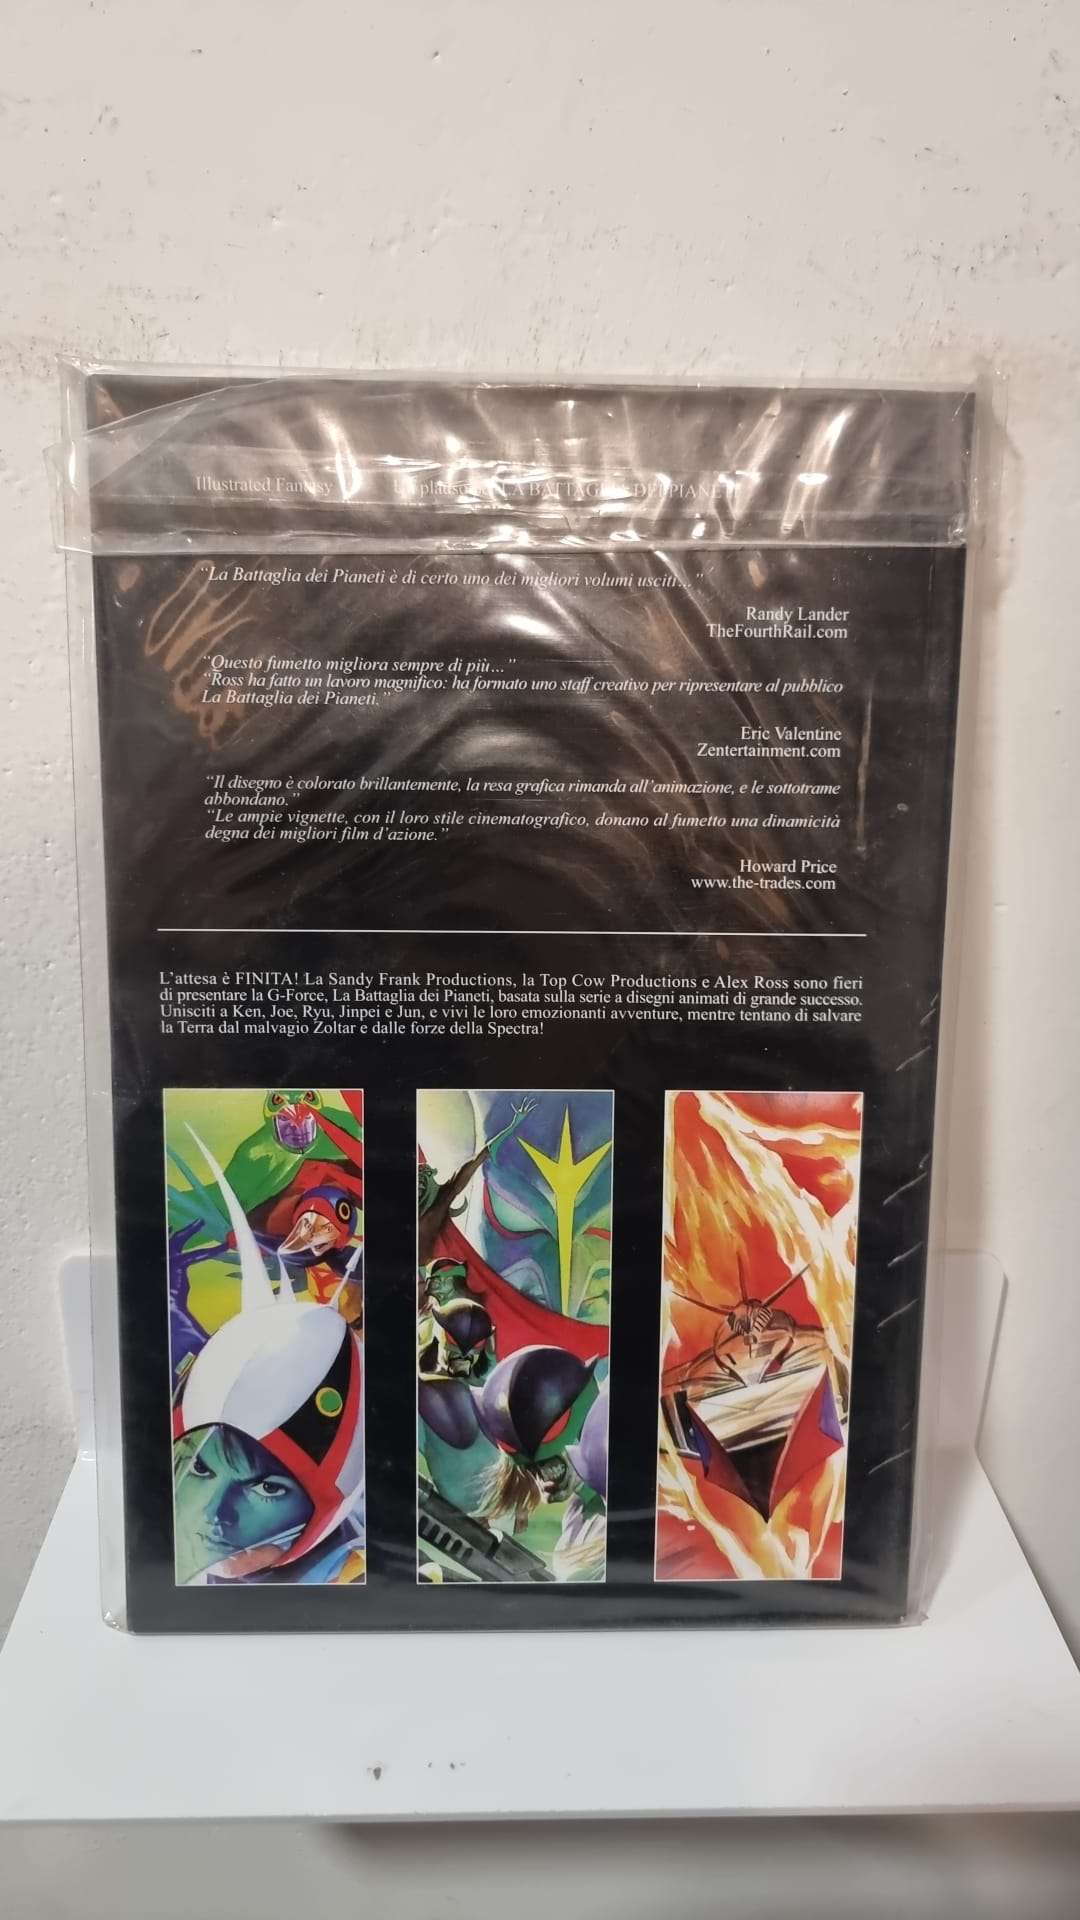 Illustrated Fantasy
LA BATTAGLIA DEI PIANETI
“La Battaglia dei Pianeti è di certo uno dei migliori volumi usciti...”
Randy Lander
TheFourthRail.com
“Questo fumetto migliora sempre di più...”
“Ross ha fatto un lavoro magnifico: ha formato uno staff creativo per ripresentare al pubblico
La Battaglia dei Pianeti.”
Eric Valentine
Zentertainment.com
“Il disegno è colorato brillantemente, la resa grafica rimanda all’animazione, e le sottotrame
abbondano.”
“Le ampie vignette, con il loro stile cinematografico, donano al fumetto una dinamicità
degna dei migliori film d’azione.”
Howard Price
www.the-trades.com
L’attesa è FINITA! La Sandy Frank Productions, la Top Cow Productions e Alex Ross sono fieri
di presentare la G-Force, La Battaglia dei Pianeti, basata sulla serie a disegni animati di grande successo.
Unisciti a Ken, Joe, Ryu, Jinpei e Jun, e vivi le loro emozionanti avventure, mentre tentano di salvare
la Terra dal malvagio Zoltar e dalle forze della Spectra!